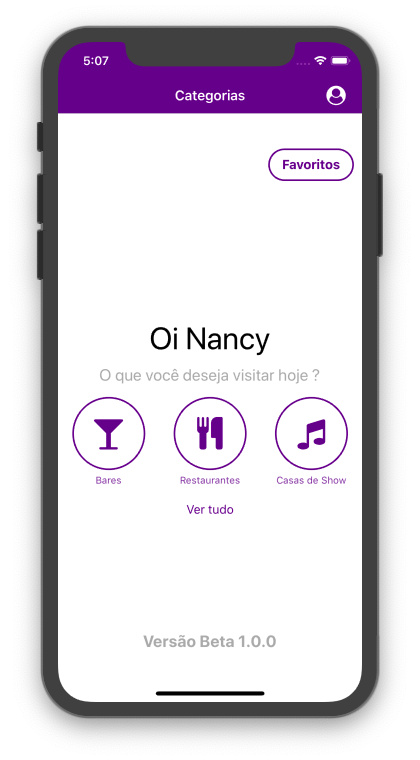 5:07
Categorias
Favoritos
Oi Nancy
O que você deseja visitar hoje ?
Bares Restaurantes Casas de Show
Ver tudo
Versão Beta 1.0.0